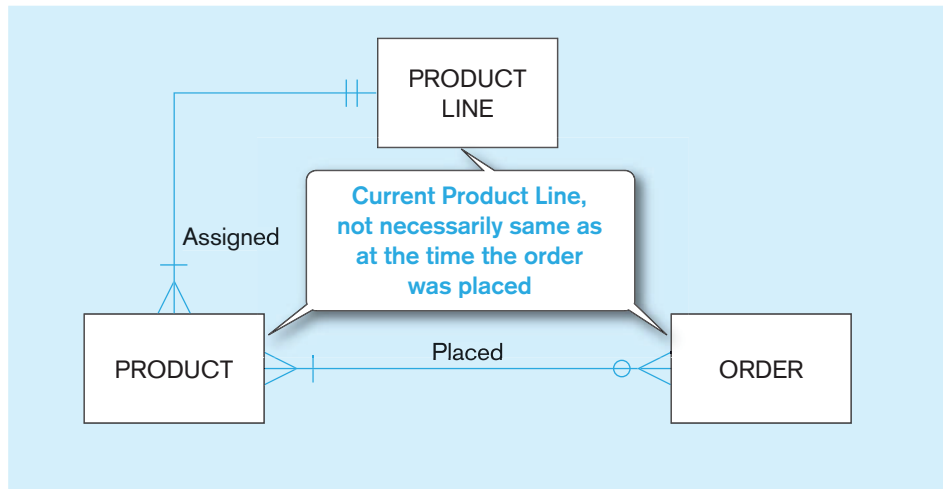 PRODUCT
LINE
Current Product Line,
not necessarily same as
at the time the order
was placed
Assigned
PRODUCT
Placed
ORDER